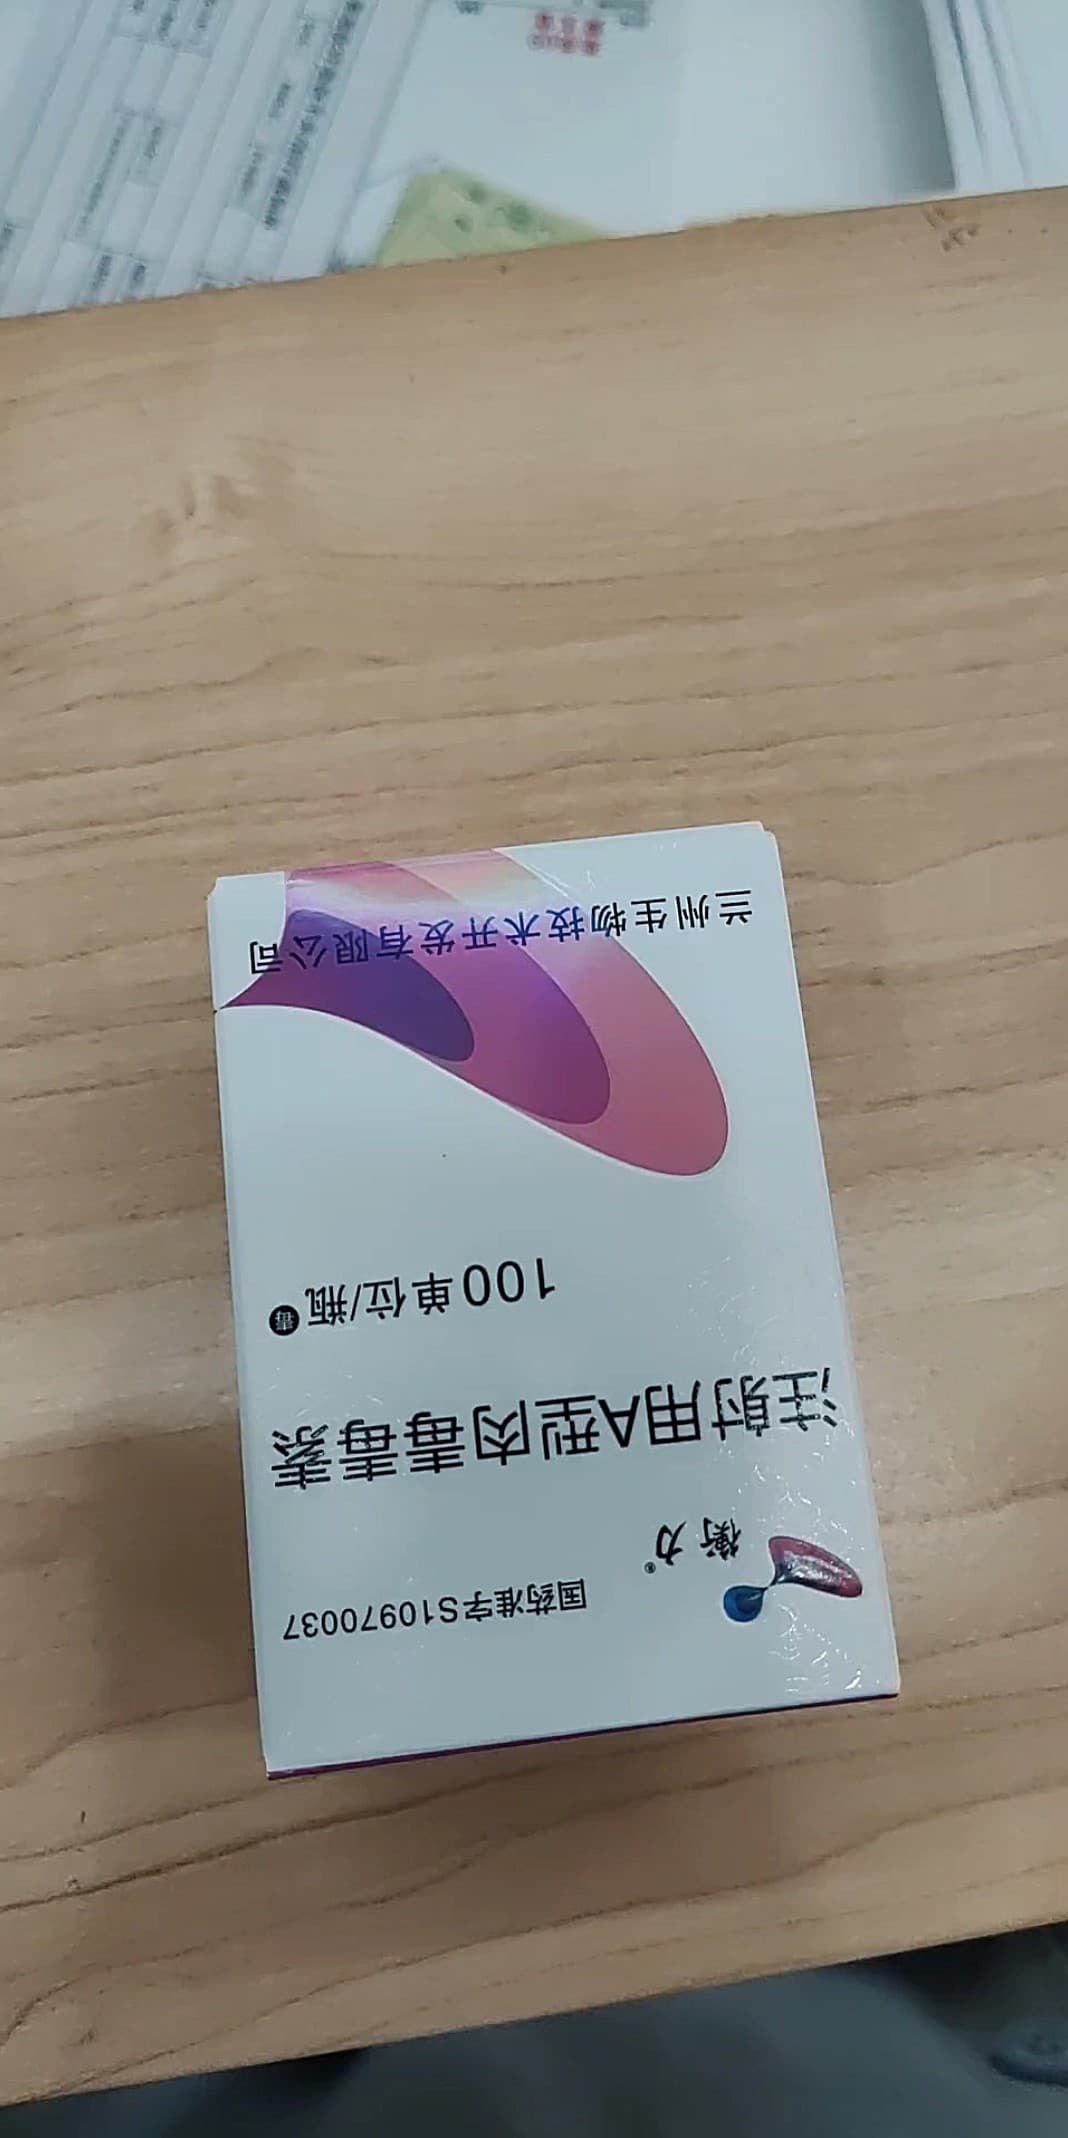 国药准字S10970037
衡力®
注射用A型肉毒毒素
100单位/瓶 毒
兰州生物技术开发有限公司